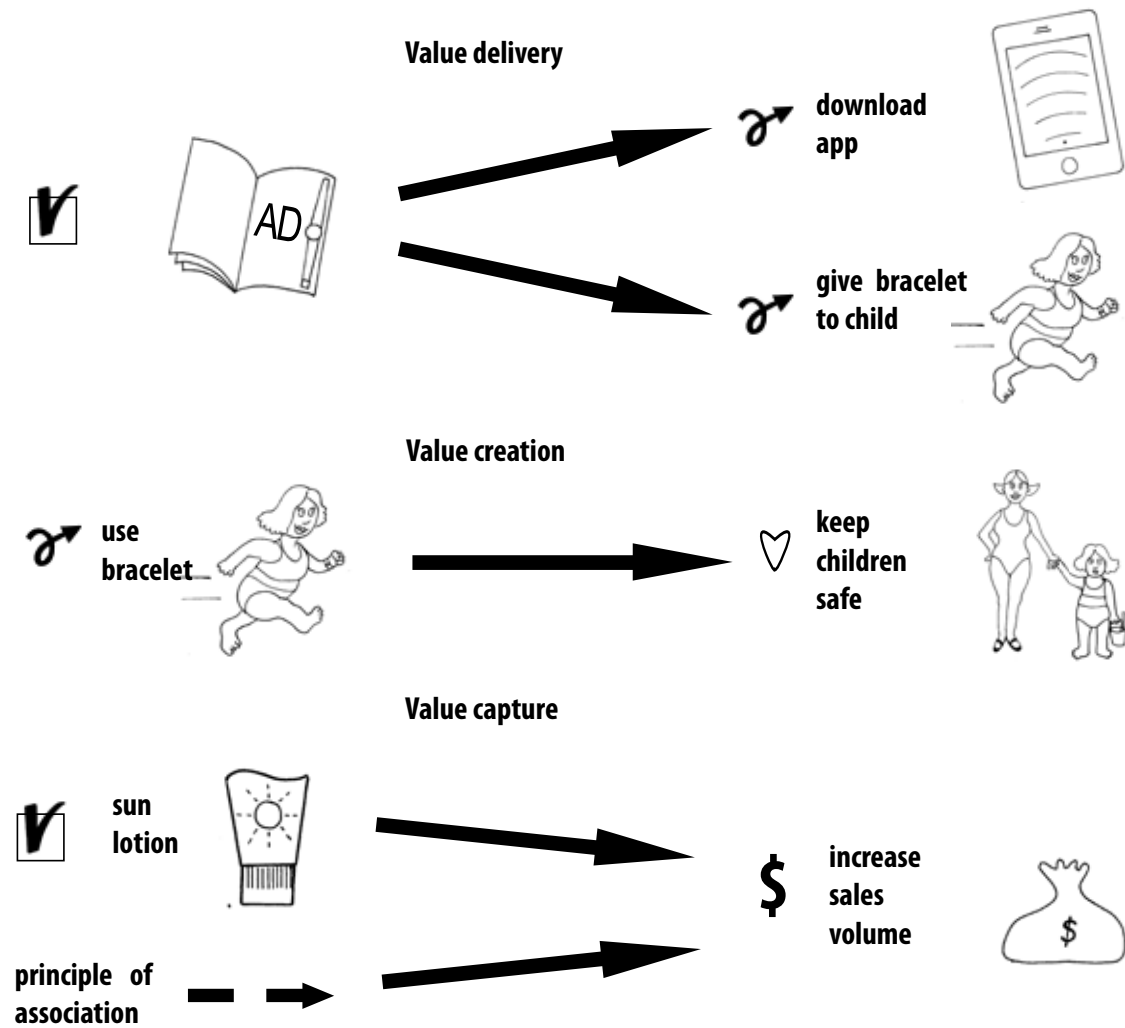 Value delivery
download
app
AD
give bracelet
to child
Value creation
use
bracelet
keep
children
safe
Value capture
sun
lotion
$
increase
sales
volume
$
principle of
association